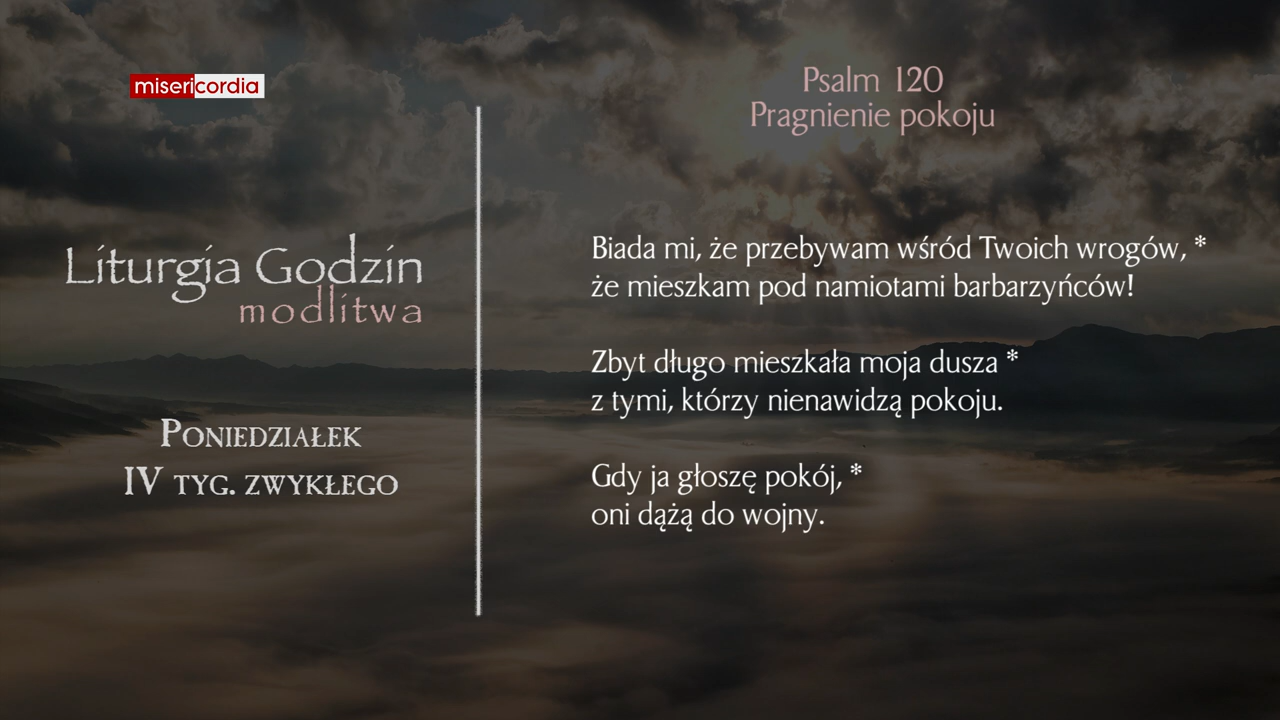 misericordia
Liturgia Godzin
modlitwa
Poniedziałek
IV tyg. zwykłego
Psalm 120
Pragnienie pokoju
Biada mi, że przebywam wśród Twoich wrogów, *
że mieszkam pod namiotami barbarzyńców!
Zbyt długo mieszkała moja dusza *
z tymi, którzy nienawidzą pokoju.
Gdy ja głoszę pokój, *
oni dążą do wojny.